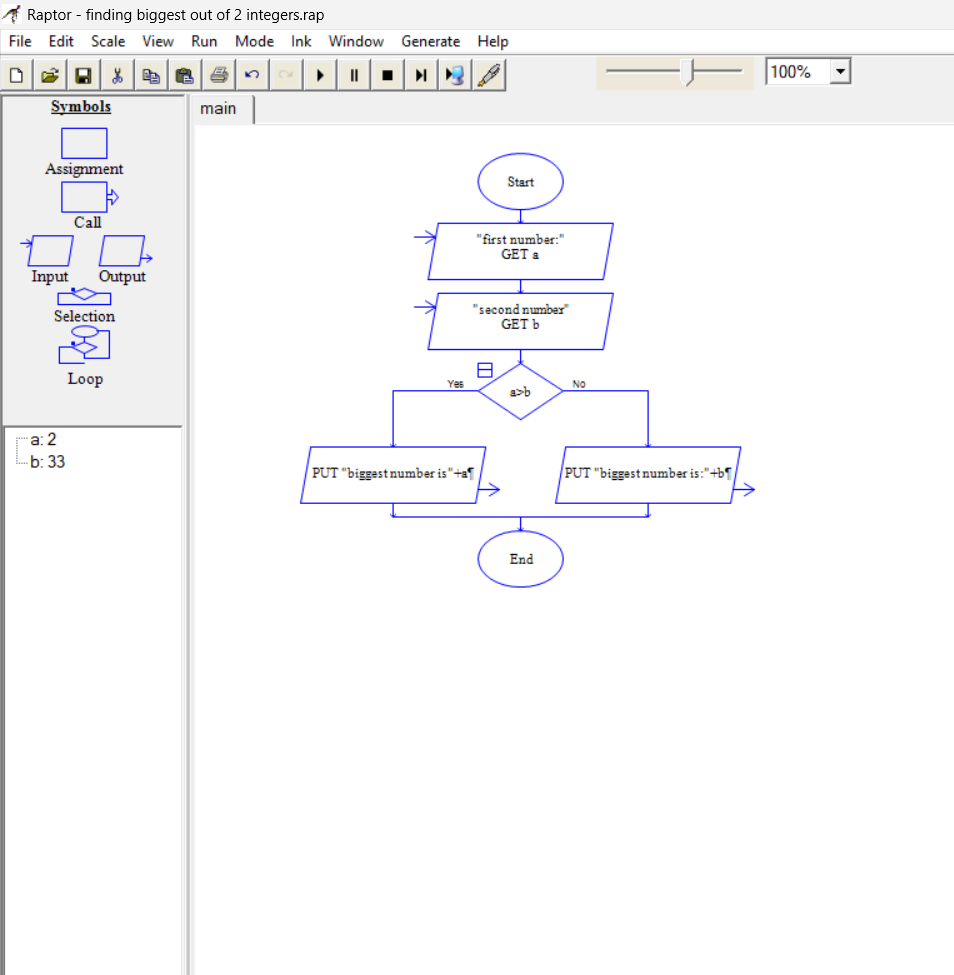 Raptor - finding biggest out of 2 integers.rap
File Edit Scale View Run Mode Ink Window Generate Help
100%
Symbols
Assignment
Call
Input Output
Selection
Loop
a: 2
b: 33
main
Start
"first number:"
GET a
"second number"
GET b
Yes
a>b
No
PUT "biggest number is"+a¶
PUT "biggest number is:"+b¶
End